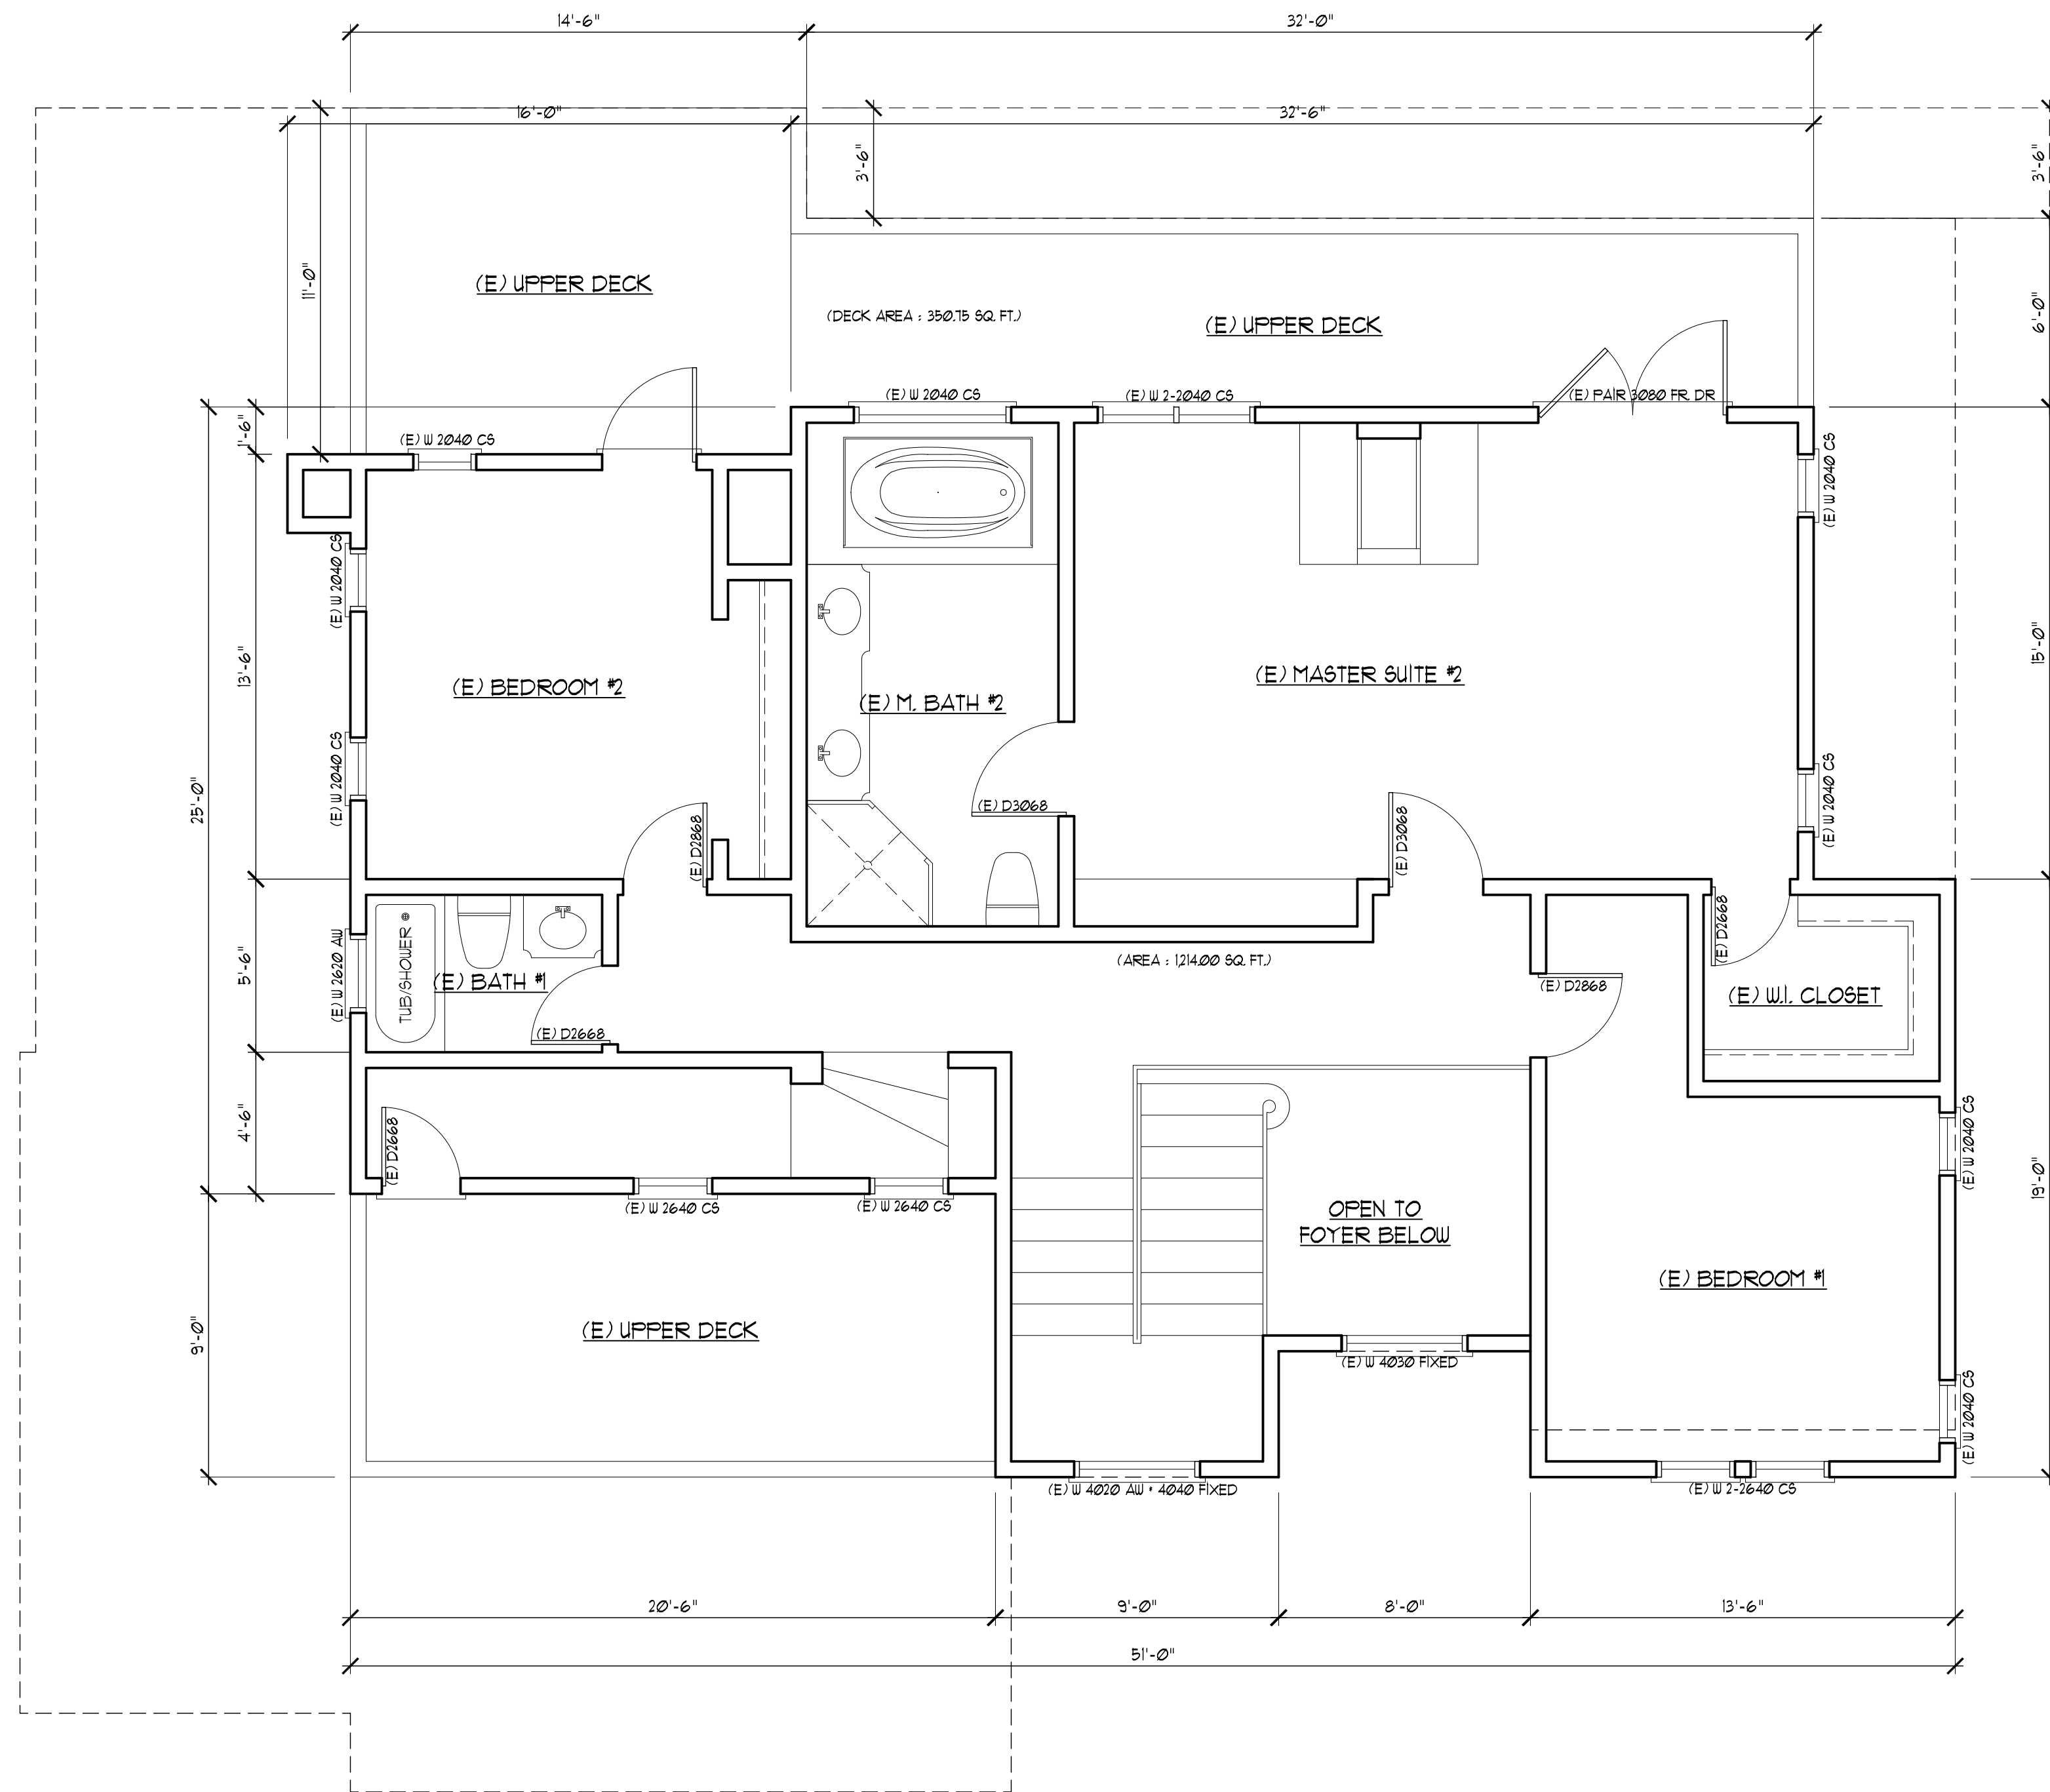 14'-6"
32'-0"
16'-0"
32'-6"
3'-6"
3'-6"
11'-0"
(E) UPPER DECK
(DECK AREA : 350.75 SQ. FT.)
(E) UPPER DECK
6'-0"
(E) W 2040 CS
(E) W 2-2040 CS
(E) PAIR 3080 FR. DR
1'-6"
(E) W 2040 CS
(E) W 2040 CS
(E) W 2040 CS
13'-6"
25'-0"
15'-0"
(E) BEDROOM #2
(E) M. BATH #2
(E) MASTER SUITE #2
(E) W 2040 CS
(E) W 2040 CS
(E) D2868
(E) D3068
(E) D3068
(E) D2668
(E) W 2620 AW
TUB/SHOWER
(E) BATH #1
5'-6"
(AREA : 1,214.00 SQ. FT.)
(E) D2868
(E) W.I. CLOSET
(E) D2668
4'-6"
(E) D2668
(E) W 2040 CS
19'-0"
(E) W 2640 CS
(E) W 2640 CS
OPEN TO
FOYER BELOW
(E) BEDROOM #1
9'-0"
(E) UPPER DECK
(E) W 4030 FIXED
(E) W 2040 CS
(E) W 4020 AW + 4040 FIXED
(E) W 2-2640 CS
20'-6"
9'-0"
8'-0"
13'-6"
51'-0"